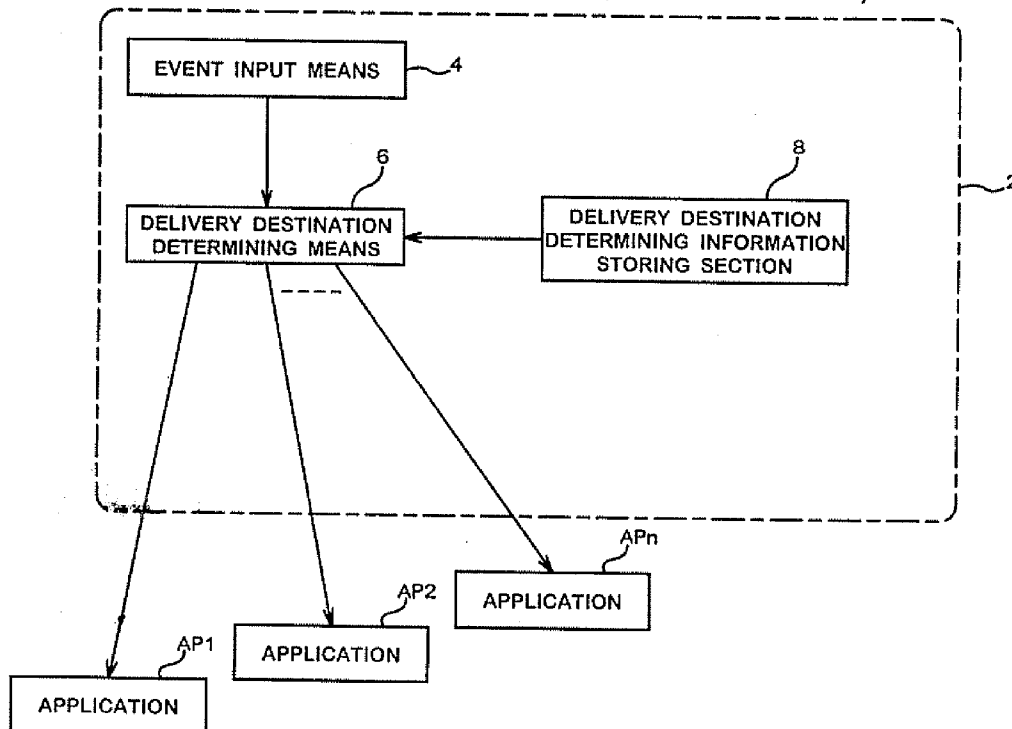 EVENT INPUT MEANS
4
6
DELIVERY DESTINATION
DETERMINING MEANS
8
DELIVERY DESTINATION
DETERMINING INFORMATION
STORING SECTION
2
APn
APPLICATION
AP2
APPLICATION
AP1
APPLICATION